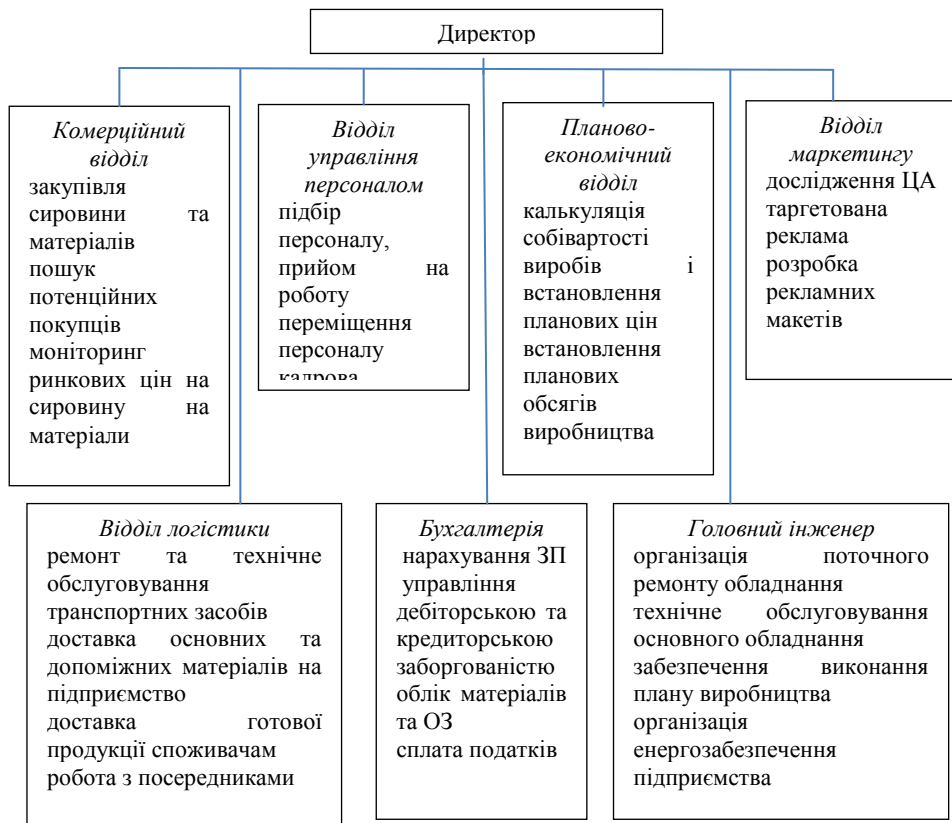 Директор
Комерційний
відділ
закупівля
сировини та
матеріалів
пошук
потенційних
покупців
моніторинг
ринкових цін на
сировину на
матеріали
Відділ
управління
персоналом
підбір
персоналу,
прийом на
роботу
переміщення
персоналу
кадрова
Планово-
економічний
відділ
калькуляція
собівартості
виробів і
встановлення
планових цін
встановлення
планових
обсягів
виробництва
Відділ
маркетингу
дослідження ЦА
таргетована
реклама
розробка
рекламних
макетів
Відділ логістики
ремонт та технічне
обслуговування
транспортних засобів
доставка основних та
допоміжних матеріалів на
підприємство
доставка готової
продукції споживачам
робота з посередниками
Бухгалтерія
нарахування ЗП
управління
дебіторською та
кредиторською
заборгованістю
облік матеріалів
та ОЗ
сплата податків
Головний інженер
організація поточного
ремонту обладнання
технічне обслуговування
основного обладнання
забезпечення виконання
плану виробництва
організація
енергозабезпечення
підприємства